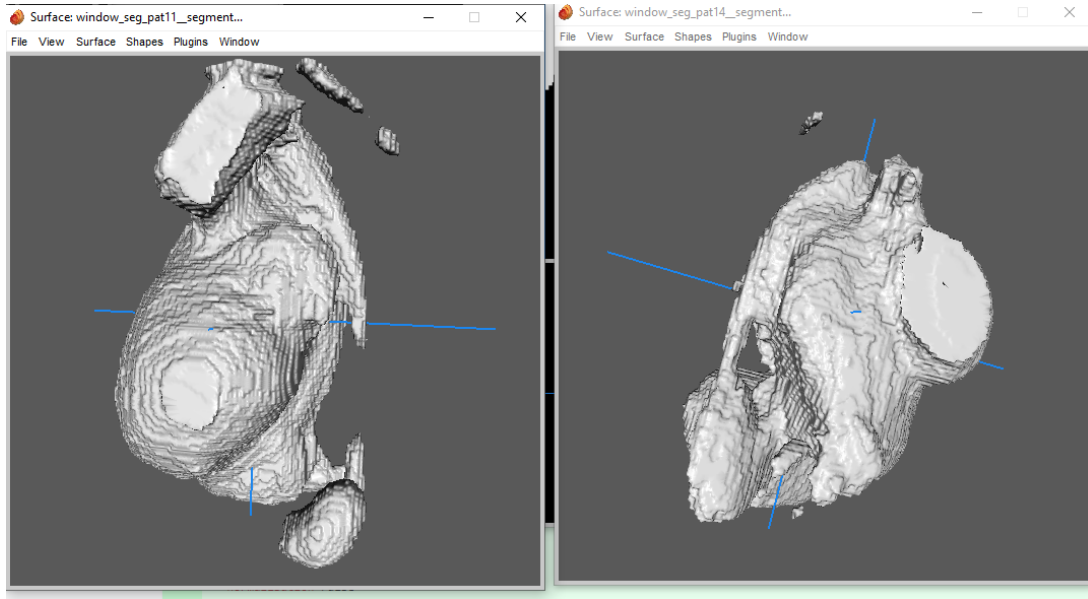 Surface: window_seg_pat11__segment...
File View Surface Shapes Plugins Window
Surface: window_seg_pat14__segment...
File View Surface Shapes Plugins Window